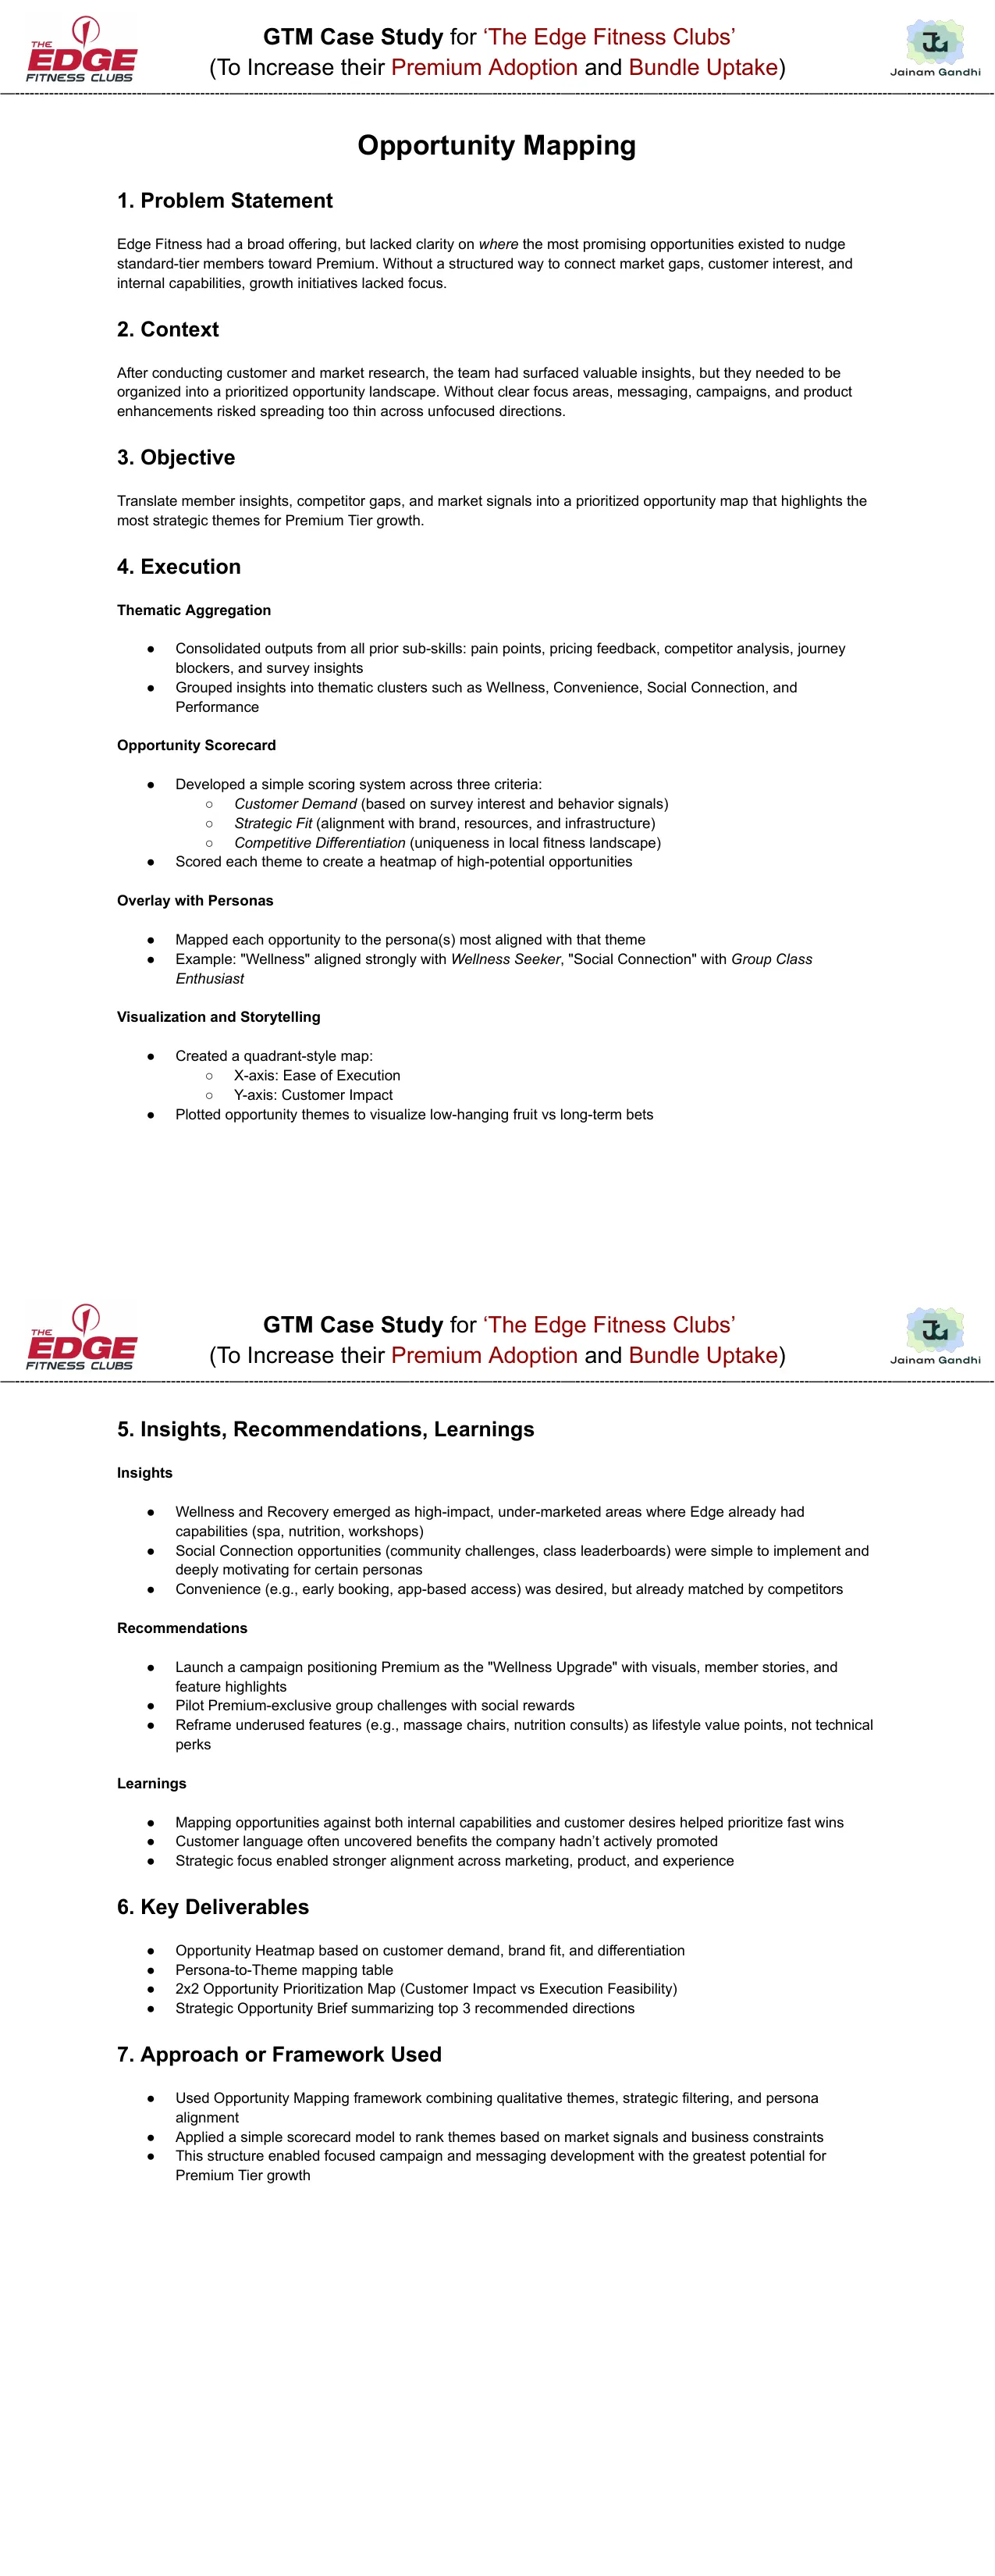 THE
EDGE
FITNESS CLUBS
GTM Case Study for ‘The Edge Fitness Clubs’
(To Increase their Premium Adoption and Bundle Uptake)
JG
Jainam Gandhi
Opportunity Mapping
1. Problem Statement
Edge Fitness had a broad offering, but lacked clarity on where the most promising opportunities existed to nudge
standard-tier members toward Premium. Without a structured way to connect market gaps, customer interest, and
internal capabilities, growth initiatives lacked focus.
2. Context
After conducting customer and market research, the team had surfaced valuable insights, but they needed to be
organized into a prioritized opportunity landscape. Without clear focus areas, messaging, campaigns, and product
enhancements risked spreading too thin across unfocused directions.
3. Objective
Translate member insights, competitor gaps, and market signals into a prioritized opportunity map that highlights the
most strategic themes for Premium Tier growth.
4. Execution
Thematic Aggregation
● Consolidated outputs from all prior sub-skills: pain points, pricing feedback, competitor analysis, journey
blockers, and survey insights
● Grouped insights into thematic clusters such as Wellness, Convenience, Social Connection, and
Performance
Opportunity Scorecard
● Developed a simple scoring system across three criteria:
○ Customer Demand (based on survey interest and behavior signals)
○ Strategic Fit (alignment with brand, resources, and infrastructure)
○ Competitive Differentiation (uniqueness in local fitness landscape)
● Scored each theme to create a heatmap of high-potential opportunities
Overlay with Personas
● Mapped each opportunity to the persona(s) most aligned with that theme
● Example: "Wellness" aligned strongly with Wellness Seeker, "Social Connection" with Group Class
Enthusiast
Visualization and Storytelling
● Created a quadrant-style map:
○ X-axis: Ease of Execution
○ Y-axis: Customer Impact
● Plotted opportunity themes to visualize low-hanging fruit vs long-term bets
THE
EDGE
FITNESS CLUBS
GTM Case Study for ‘The Edge Fitness Clubs’
(To Increase their Premium Adoption and Bundle Uptake)
JG
Jainam Gandhi
5. Insights, Recommendations, Learnings
Insights
● Wellness and Recovery emerged as high-impact, under-marketed areas where Edge already had
capabilities (spa, nutrition, workshops)
● Social Connection opportunities (community challenges, class leaderboards) were simple to implement and
deeply motivating for certain personas
● Convenience (e.g., early booking, app-based access) was desired, but already matched by competitors
Recommendations
● Launch a campaign positioning Premium as the "Wellness Upgrade" with visuals, member stories, and
feature highlights
● Pilot Premium-exclusive group challenges with social rewards
● Reframe underused features (e.g., massage chairs, nutrition consults) as lifestyle value points, not technical
perks
Learnings
● Mapping opportunities against both internal capabilities and customer desires helped prioritize fast wins
● Customer language often uncovered benefits the company hadn’t actively promoted
● Strategic focus enabled stronger alignment across marketing, product, and experience
6. Key Deliverables
● Opportunity Heatmap based on customer demand, brand fit, and differentiation
● Persona-to-Theme mapping table
● 2x2 Opportunity Prioritization Map (Customer Impact vs Execution Feasibility)
● Strategic Opportunity Brief summarizing top 3 recommended directions
7. Approach or Framework Used
● Used Opportunity Mapping framework combining qualitative themes, strategic filtering, and persona
alignment
● Applied a simple scorecard model to rank themes based on market signals and business constraints
● This structure enabled focused campaign and messaging development with the greatest potential for
Premium Tier growth